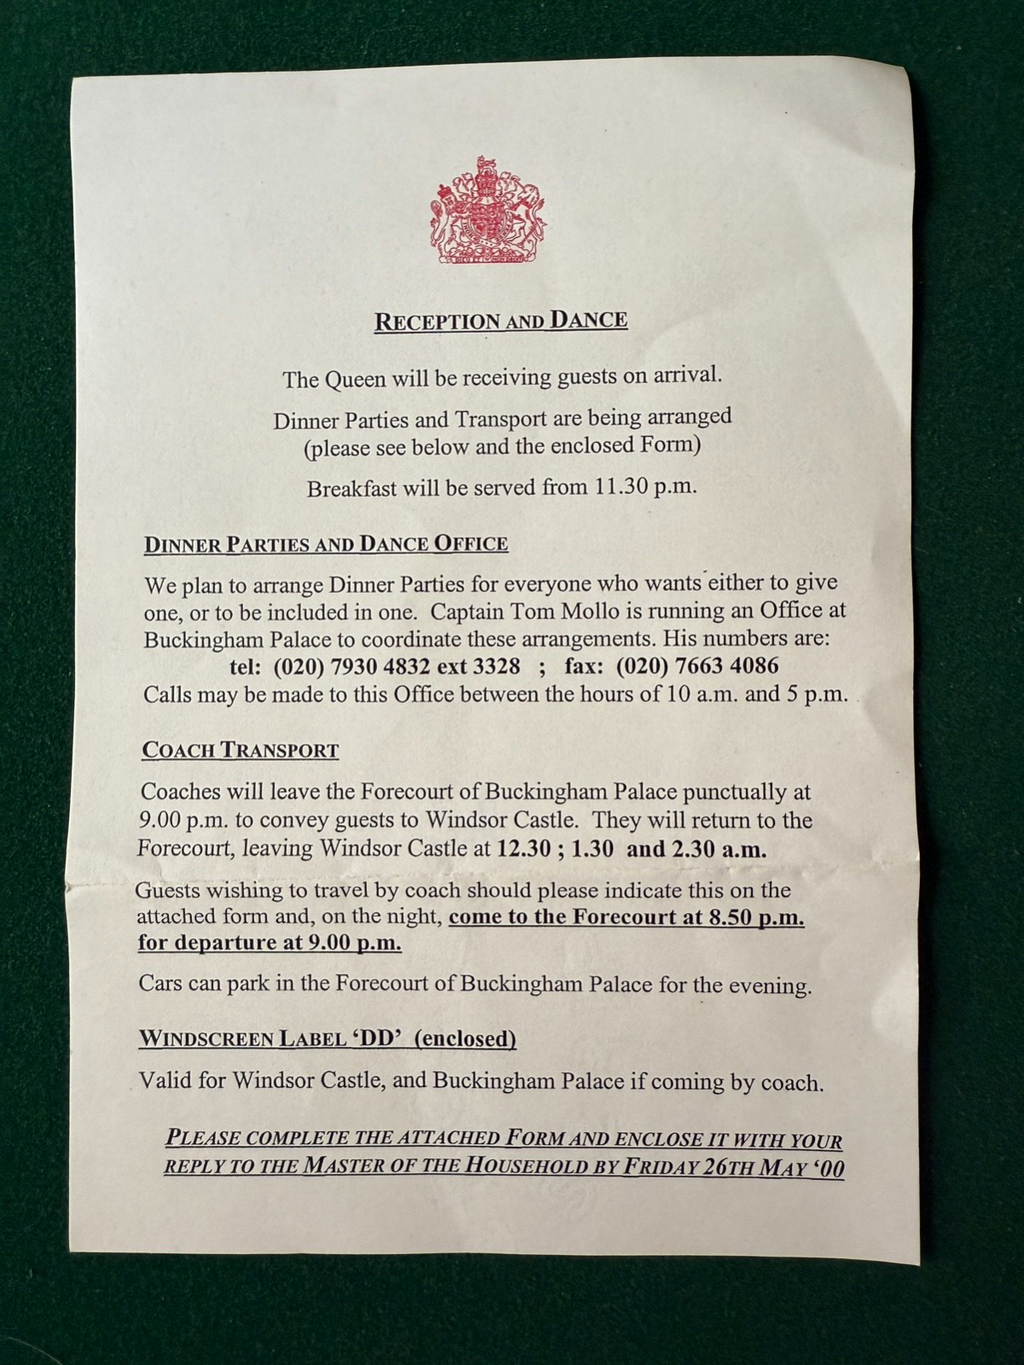 RECEPTION AND DANCE
The Queen will be receiving guests on arrival.
Dinner Parties and Transport are being arranged
(please see below and the enclosed Form)
Breakfast will be served from 11.30 p.m.
DINNER PARTIES AND DANCE OFFICE
We plan to arrange Dinner Parties for everyone who wants either to give
one, or to be included in one. Captain Tom Mollo is running an Office at
Buckingham Palace to coordinate these arrangements. His numbers are:
tel: (020) 7930 4832 ext 3328 ; fax: (020) 7663 4086
Calls may be made to this Office between the hours of 10 a.m. and 5 p.m.
COACH TRANSPORT
Coaches will leave the Forecourt of Buckingham Palace punctually at
9.00 p.m. to convey guests to Windsor Castle. They will return to the
Forecourt, leaving Windsor Castle at 12.30 ; 1.30 and 2.30 a.m.
Guests wishing to travel by coach should please indicate this on the
attached form and, on the night, come to the Forecourt at 8.50 p.m.
for departure at 9.00 p.m.
Cars can park in the Forecourt of Buckingham Palace for the evening.
WINDSCREEN LABEL ‘DD’ (enclosed)
Valid for Windsor Castle, and Buckingham Palace if coming by coach.
PLEASE COMPLETE THE ATTACHED FORM AND ENCLOSE IT WITH YOUR
REPLY TO THE MASTER OF THE HOUSEHOLD BY FRIDAY 26TH MAY ‘00